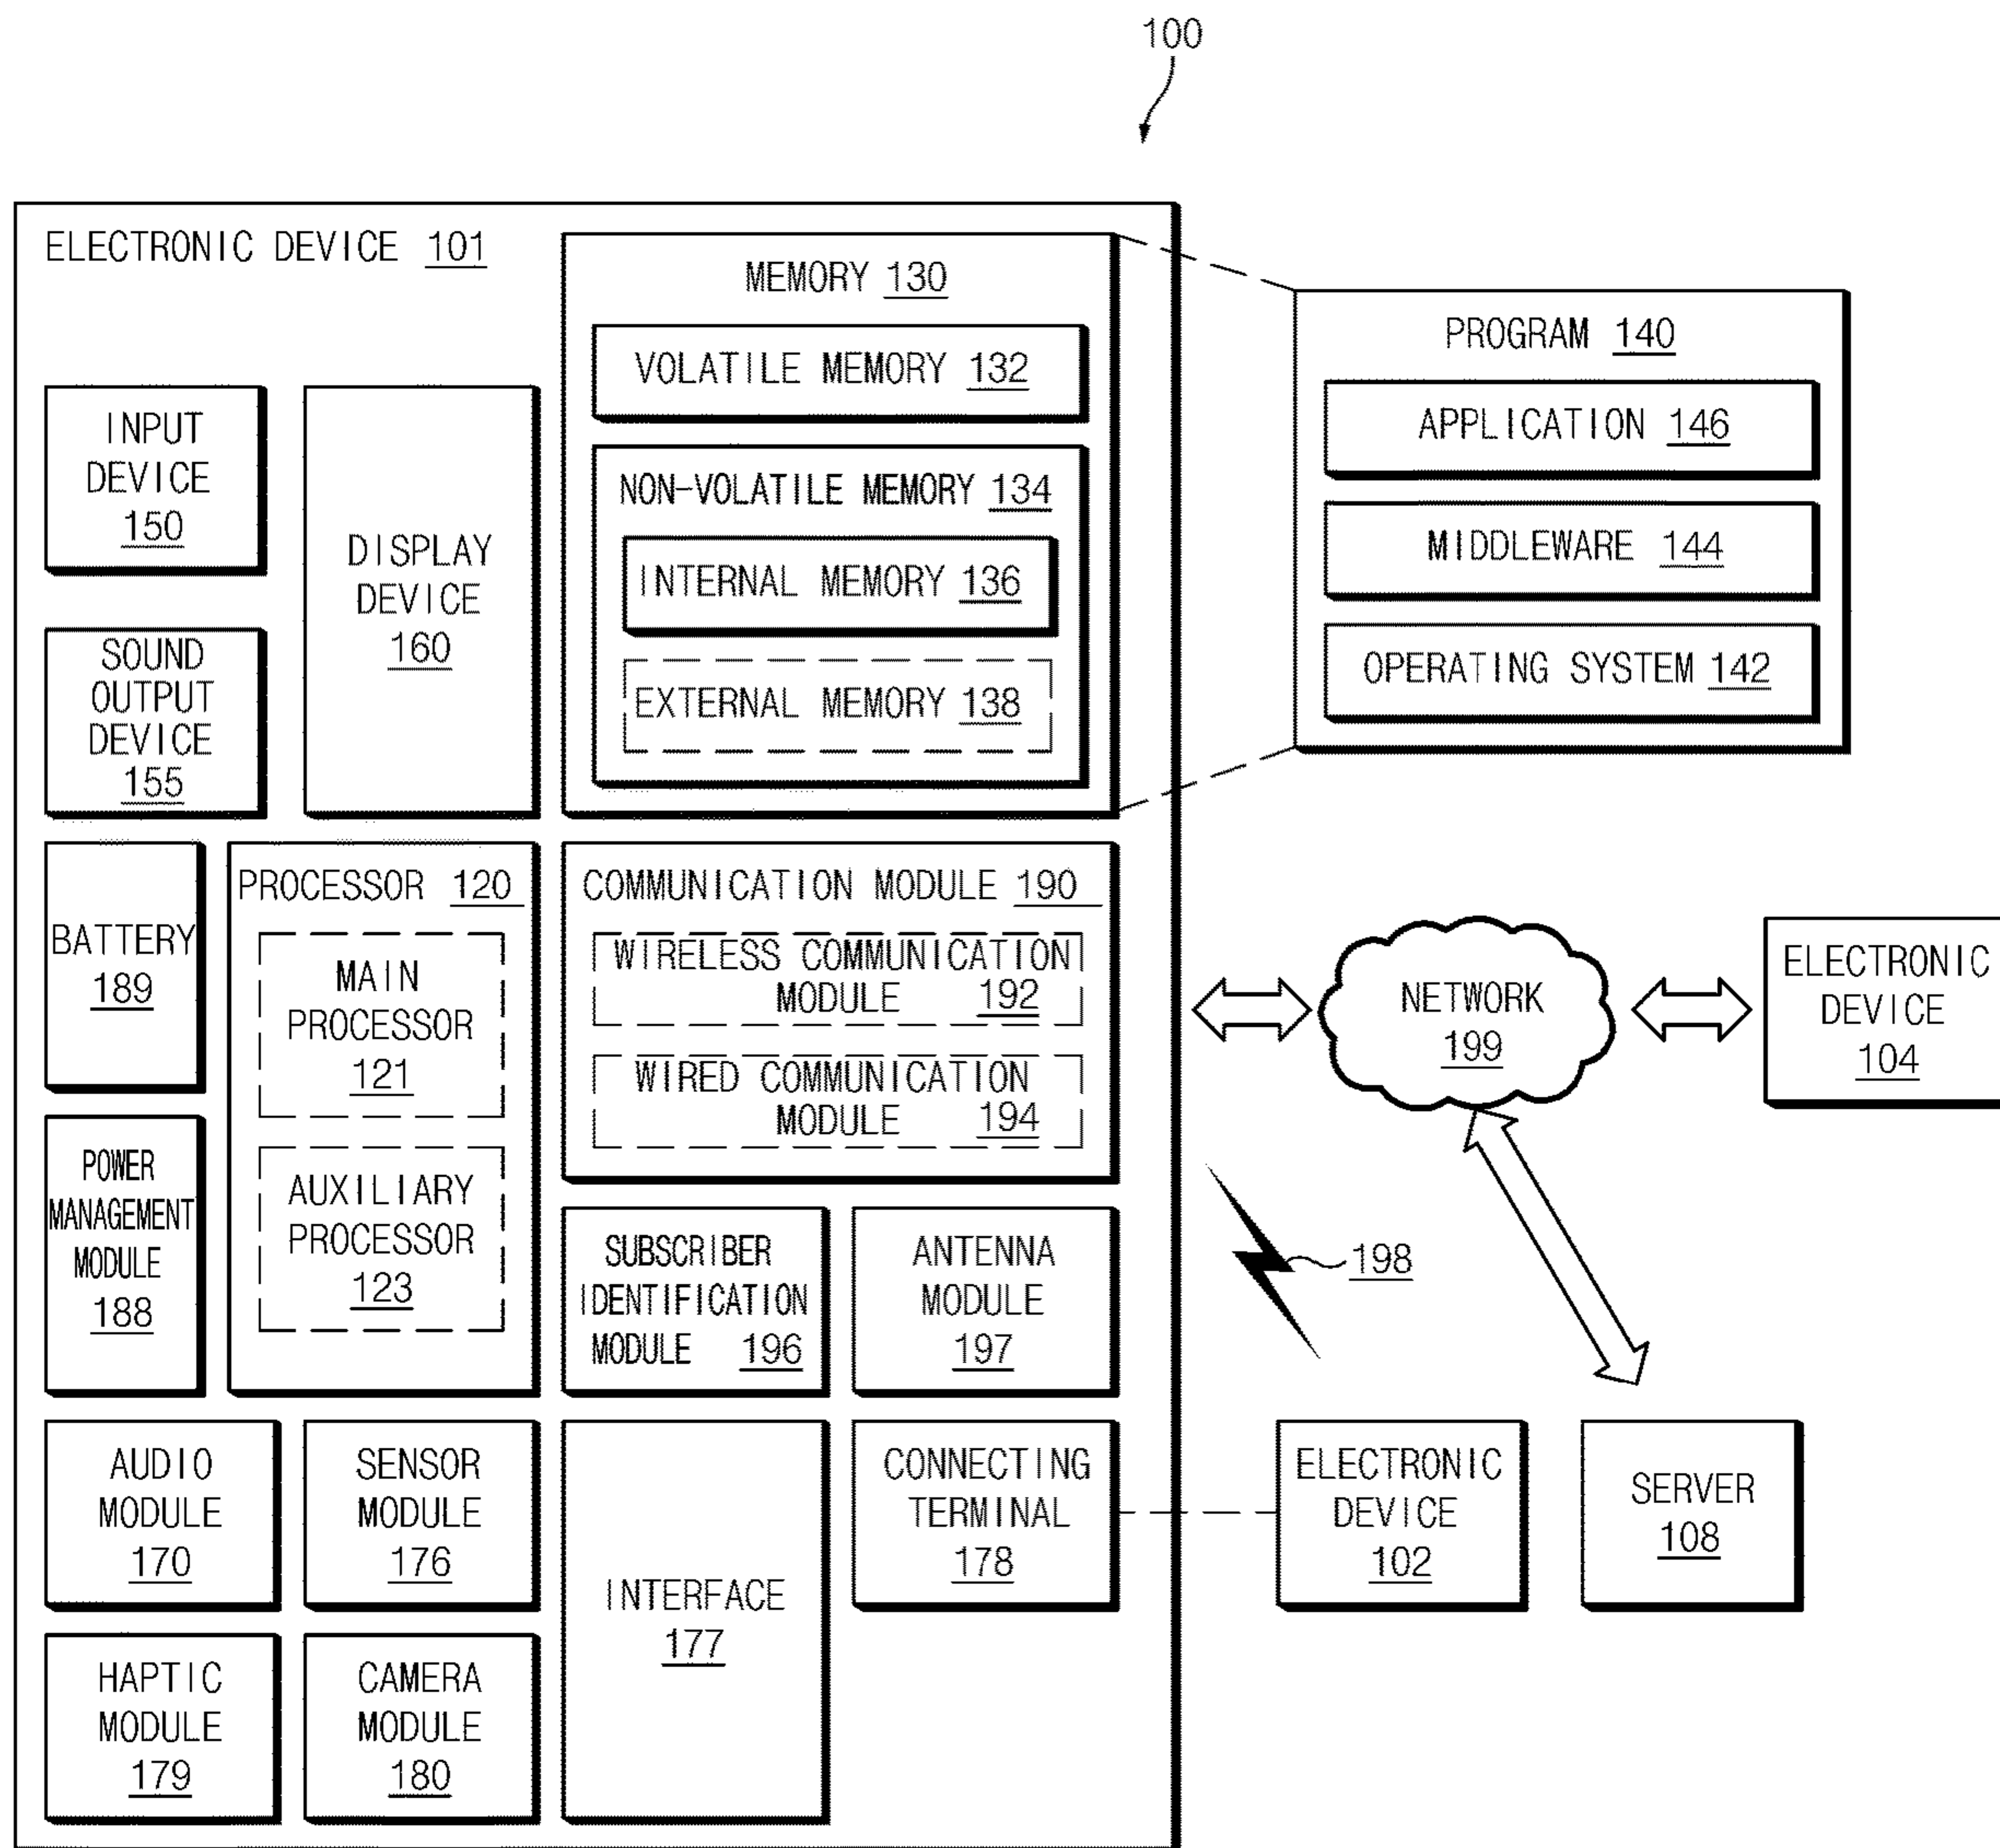 100
ELECTRONIC DEVICE 101
MEMORY 130
VOLATILE MEMORY 132
NON-VOLATILE MEMORY 134
INTERNAL MEMORY 136
EXTERNAL MEMORY 138
PROGRAM 140
APPLICATION 146
MIDDLEWARE 144
OPERATING SYSTEM 142
INPUT
DEVICE
150
SOUND
OUTPUT
DEVICE
155
DISPLAY
DEVICE
160
BATTERY
189
POWER
MANAGEMENT
MODULE
188
PROCESSOR 120
MAIN
PROCESSOR
121
AUXILIARY
PROCESSOR
123
COMMUNICATION MODULE 190
WIRELESS COMMUNICATION
MODULE 192
WIRED COMMUNICATION
MODULE 194
SUBSCRIBER
IDENTIFICATION
MODULE 196
ANTENNA
MODULE
197
NETWORK
199
ELECTRONIC
DEVICE
104
198
AUDIO
MODULE
170
SENSOR
MODULE
176
INTERFACE
177
CONNECTING
TERMINAL
178
ELECTRONIC
DEVICE
102
SERVER
108
HAPTIC
MODULE
179
CAMERA
MODULE
180